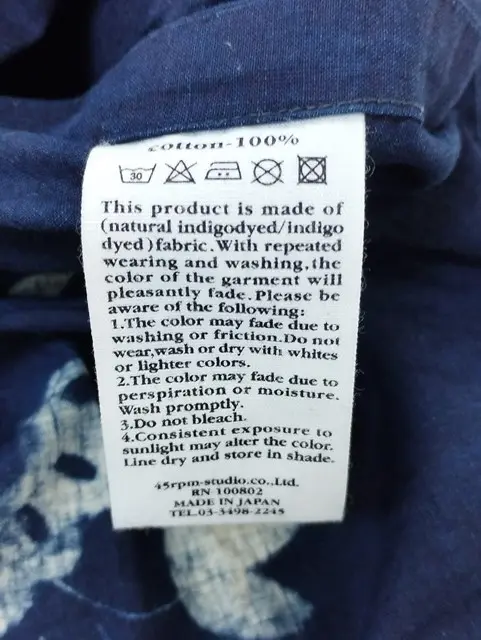 cotton-100%
30
This product is made of
(natural indigodyed/indigo
dyed)fabric.With repeated
wearing and washing,the
color of the garment will
pleasantly fade.Please be
aware of the following:
1.The color may fade due to
washing or friction.Do not
wear,wash or dry with whites
or lighter colors.
2.The color may fade due to
perspiration or moisture.
Wash promptly.
3.Do not bleach.
4.Consistent exposure to
sunlight may alter the color.
Line dry and store in shade.
45rpm-studio.co.,Ltd.
RN 100802
MADE IN JAPAN
TEL.03-3498-2245